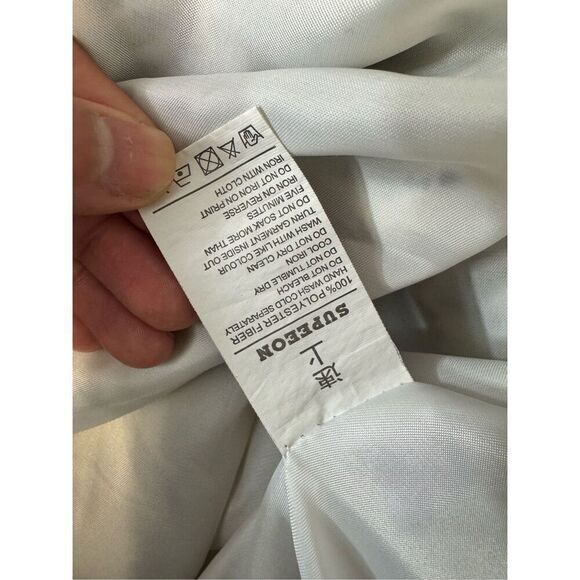 速
上
SUPEEON
100% POLYESTER FIBER
HAND WASH COLD SEPARATELY
DO NOT BLEACH
DO NOT TUMBLE DRY
COOL IRON
DO NOT DRY CLEAN
WASH WITH LIKE COLOUR
TURN GARMENT INSIDE OUT
DO NOT SOAK MORE THAN
FIVE MINUTES
IRON ON REVERSE
DO NOT IRON ON PRINT
IRON WITH CLOTH